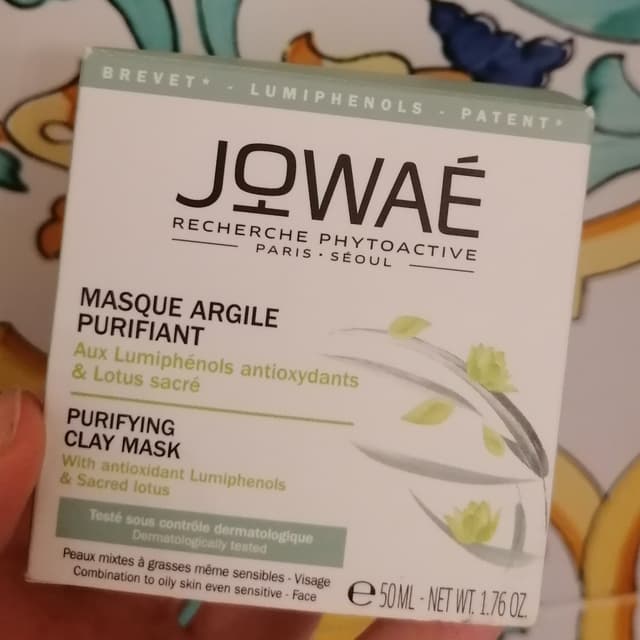 BREVET* - LUMIPHENOLS - PATENT*
JOWAÉ
RECHERCHE PHYTOACTIVE
PARIS · SÉOUL
MASQUE ARGILE
PURIFIANT
Aux Lumiphénols antioxydants
& Lotus sacré
PURIFYING
CLAY MASK
With antioxidant Lumiphenols
& Sacred lotus
Testé sous contrôle dermatologique
Dermatologically tested
Peaux mixtes à grasses même sensibles - Visage
Combination to oily skin even sensitive - Face
℮ 50 ML - NET WT. 1.76 OZ.